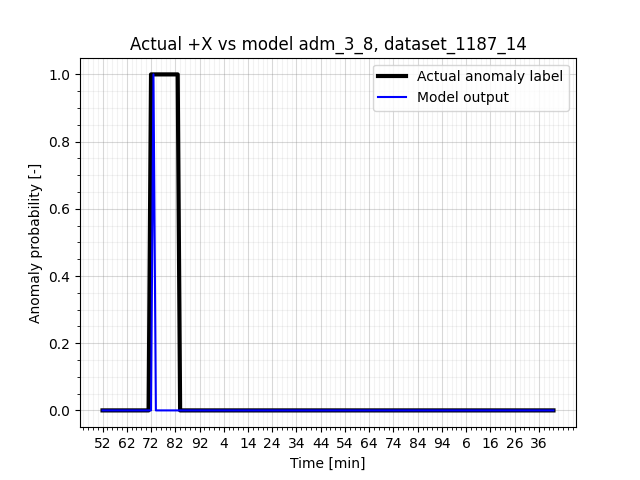 Actual +X vs model adm_3_8, dataset_1187_14
Actual anomaly label
Model output
Anomaly probability [-]
1.0
0.8
0.6
0.4
0.2
0.0
52 62 72 82 92 4 14 24 34 44 54 64 74 84 94 6 16 26 36
Time [min]